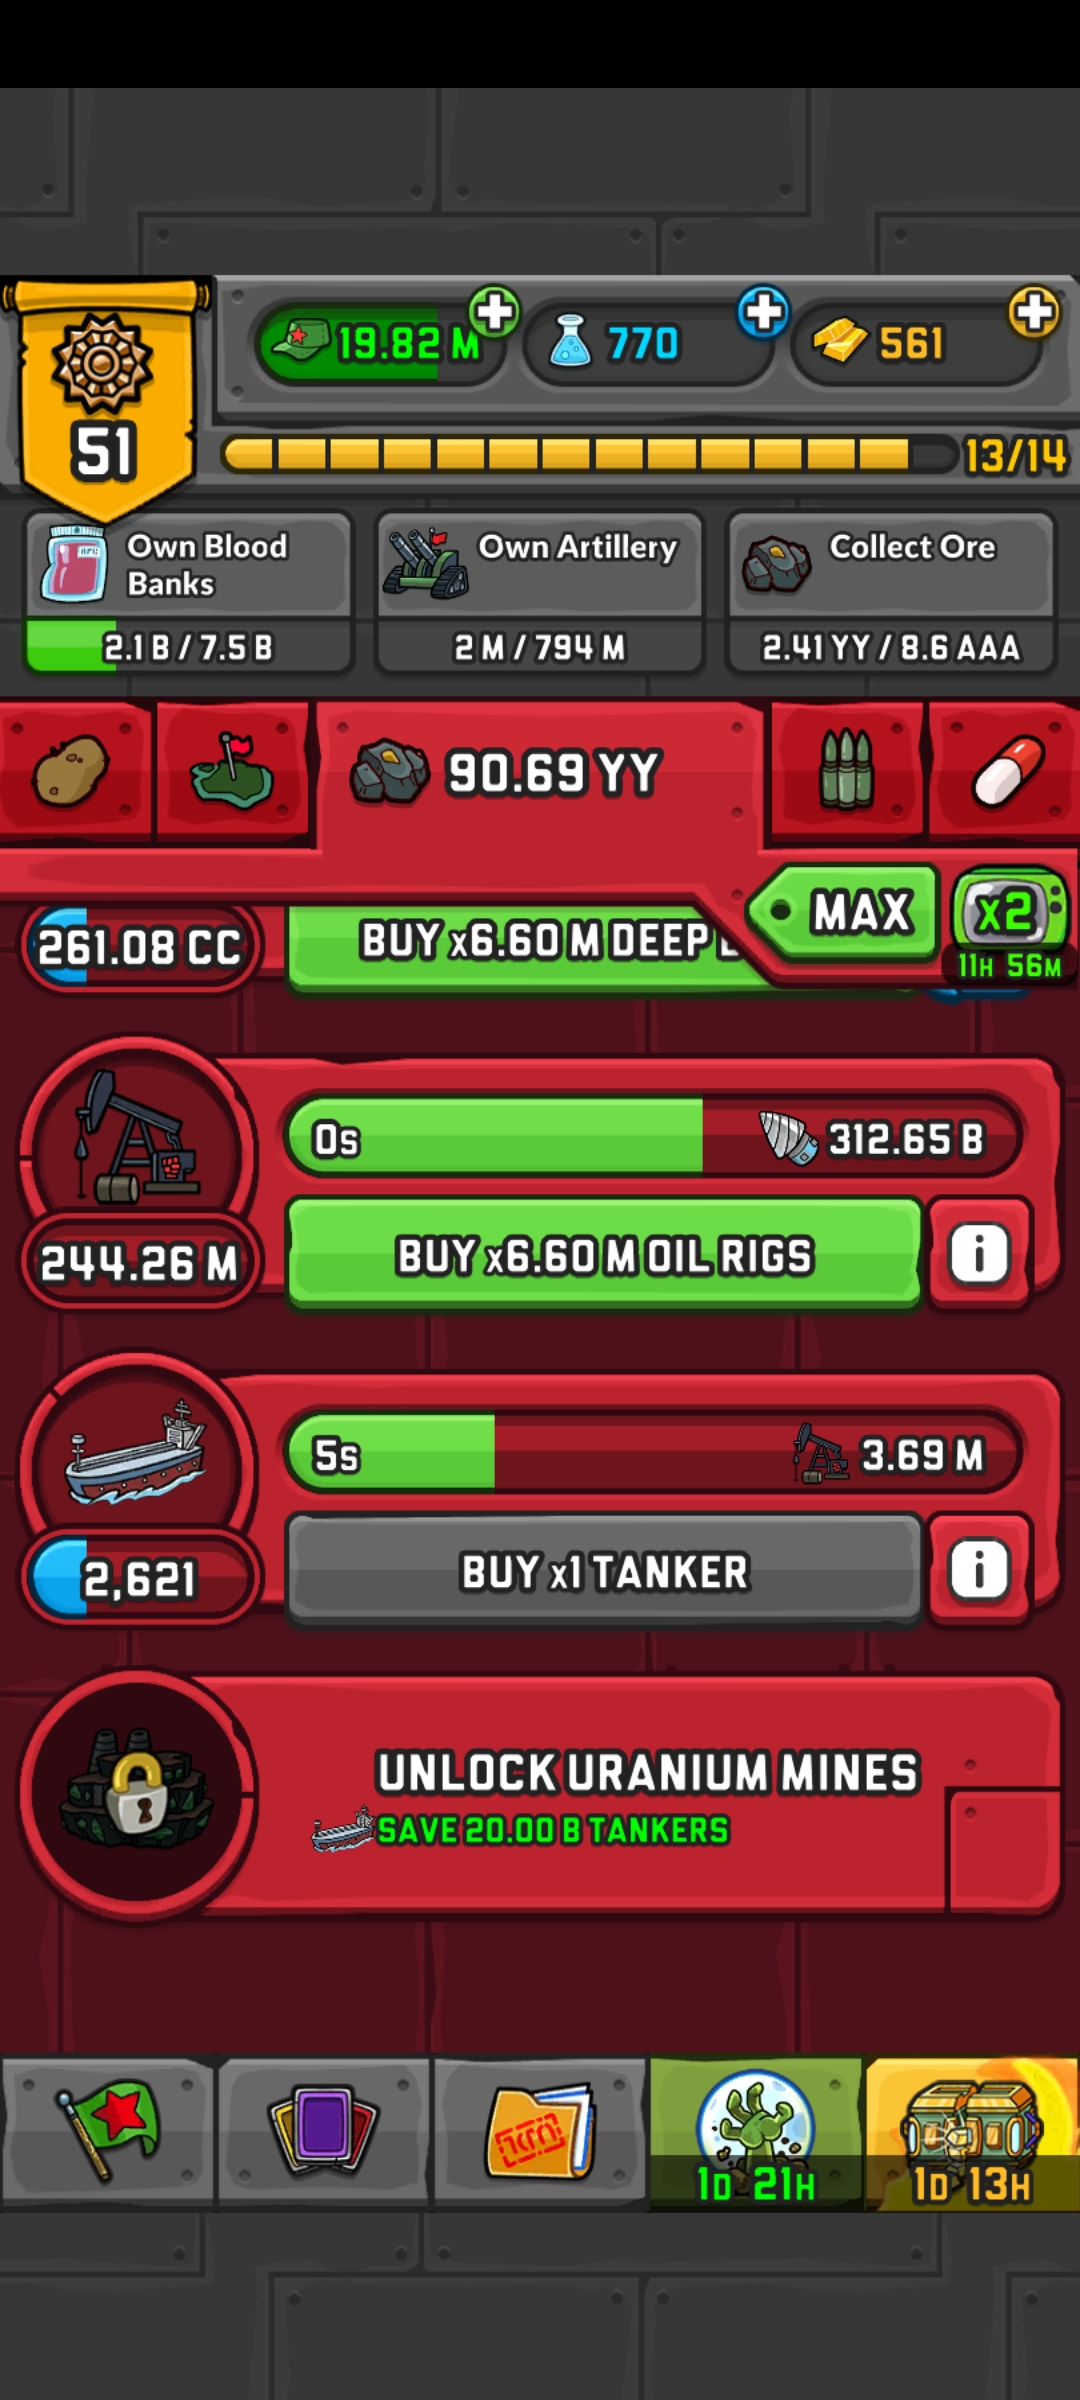 19.82 M
770
561
51
13/14
Own Blood
Banks
2.1 B / 7.5 B
Own Artillery
2 M / 794 M
Collect Ore
2.41 YY / 8.6 AAA
90.69 YY
MAX
x2
11H 56M
261.08 CC
BUY x6.60 M DEEP
0s
312.65 B
244.26 M
BUY x6.60 M OIL RIGS
i
5s
3.69 M
2,621
BUY x1 TANKER
i
UNLOCK URANIUM MINES
SAVE 20.00 B TANKERS
1D 21H
1D 13H